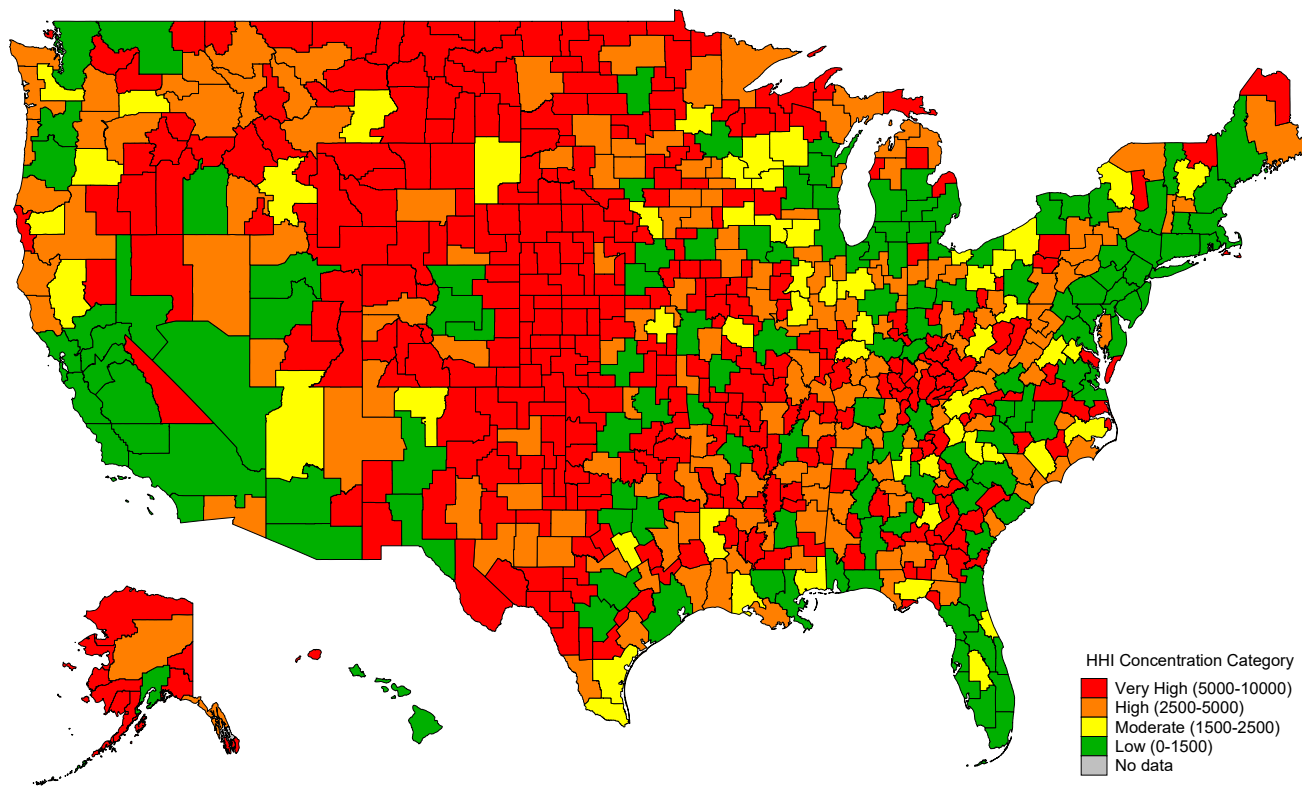 HHI Concentration Category
Very High (5000-10000)
High (2500-5000)
Moderate (1500-2500)
Low (0-1500)
No data